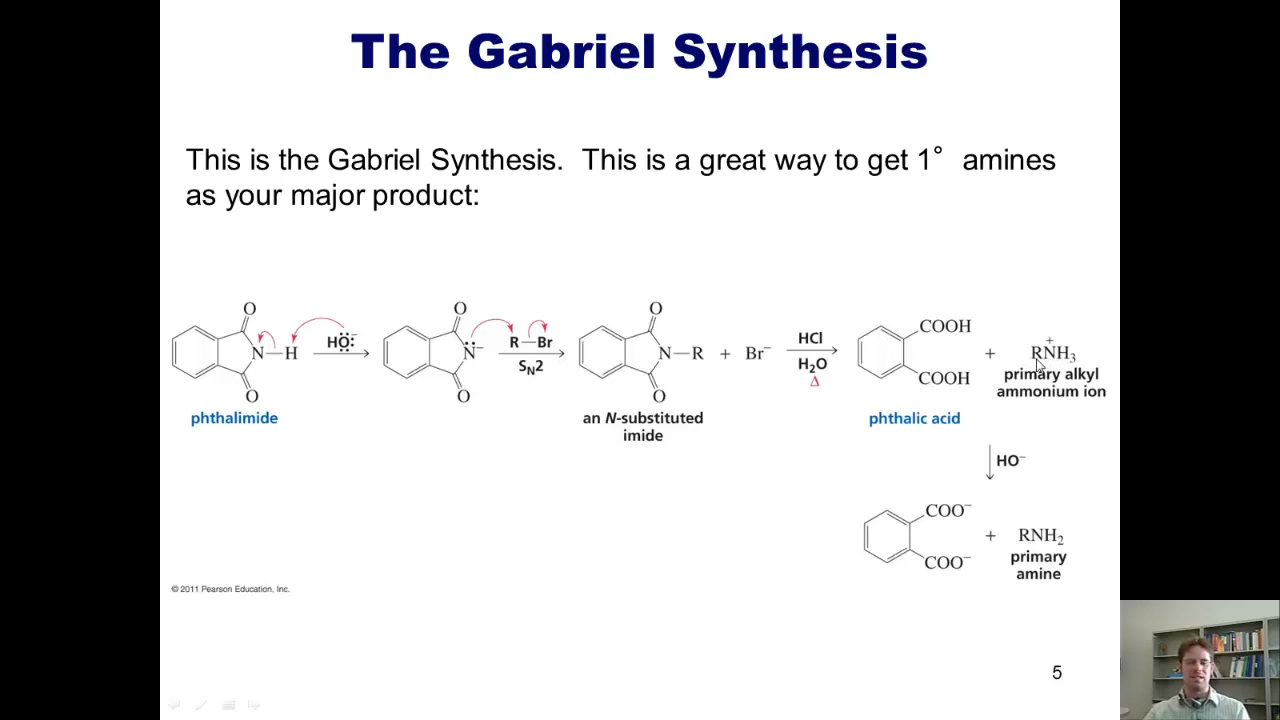 The Gabriel Synthesis
This is the Gabriel Synthesis. This is a great way to get 1° amines
as your major product:
O
N—H
O
phthalimide
HO:⁻
O
N⁻
O
R—Br
SN2
O
N—R
O
an N-substituted
imide
+ Br⁻
HCl
H₂O
Δ
COOH
COOH
phthalic acid
+
RNH₃⁺
primary alkyl
ammonium ion
HO⁻
COO⁻
COO⁻
+
RNH₂
primary
amine
© 2011 Pearson Education, Inc.
5